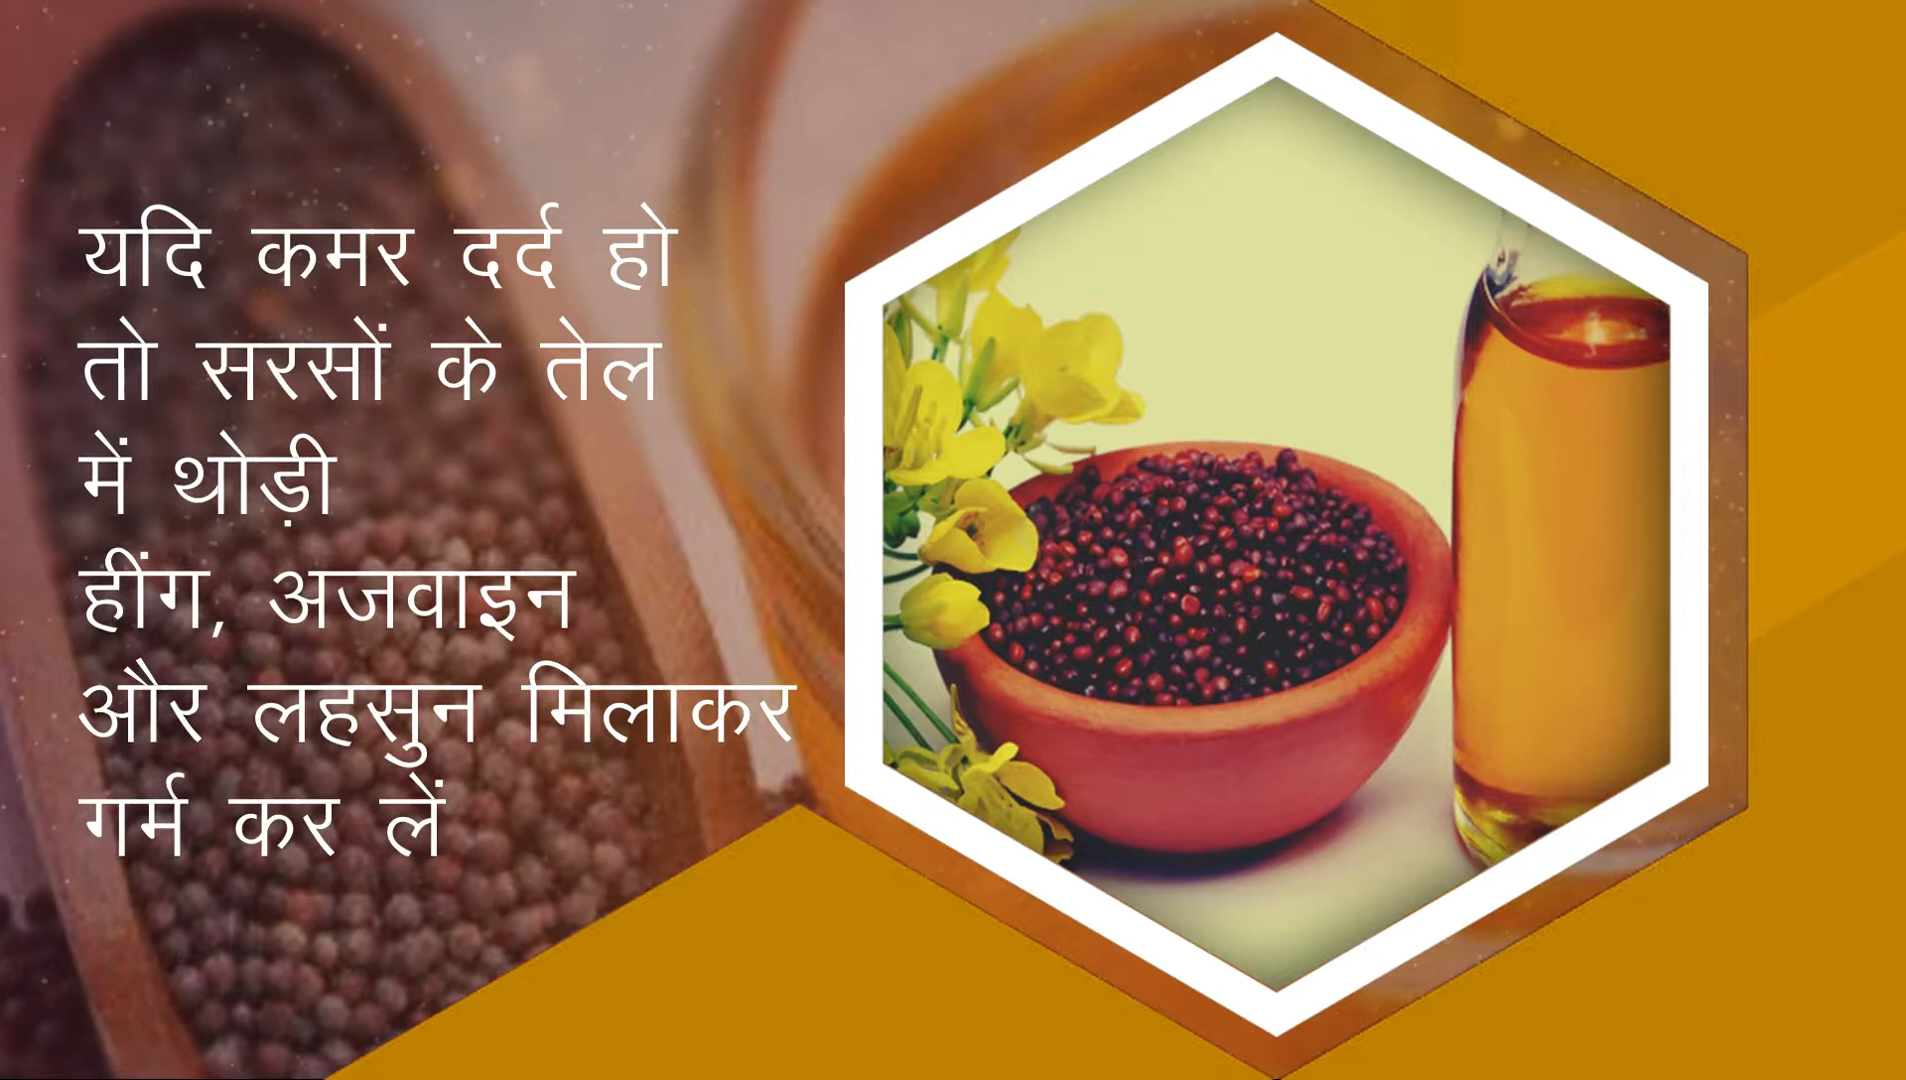 यदि कमर दर्द हो
तो सरसों के तेल
में थोड़ी
हींग, अजवाइन
और लहसुन मिलाकर
गर्म कर लें